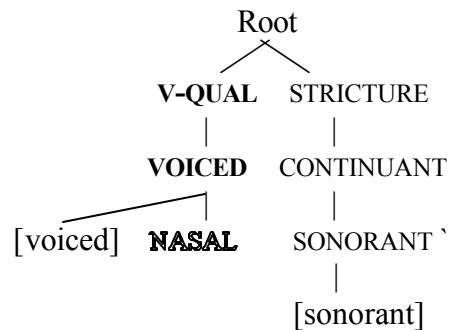 Root
V-QUAL STRICTURE
VOICED CONTINUANT
[voiced] NASAL SONORANT `
[sonorant]